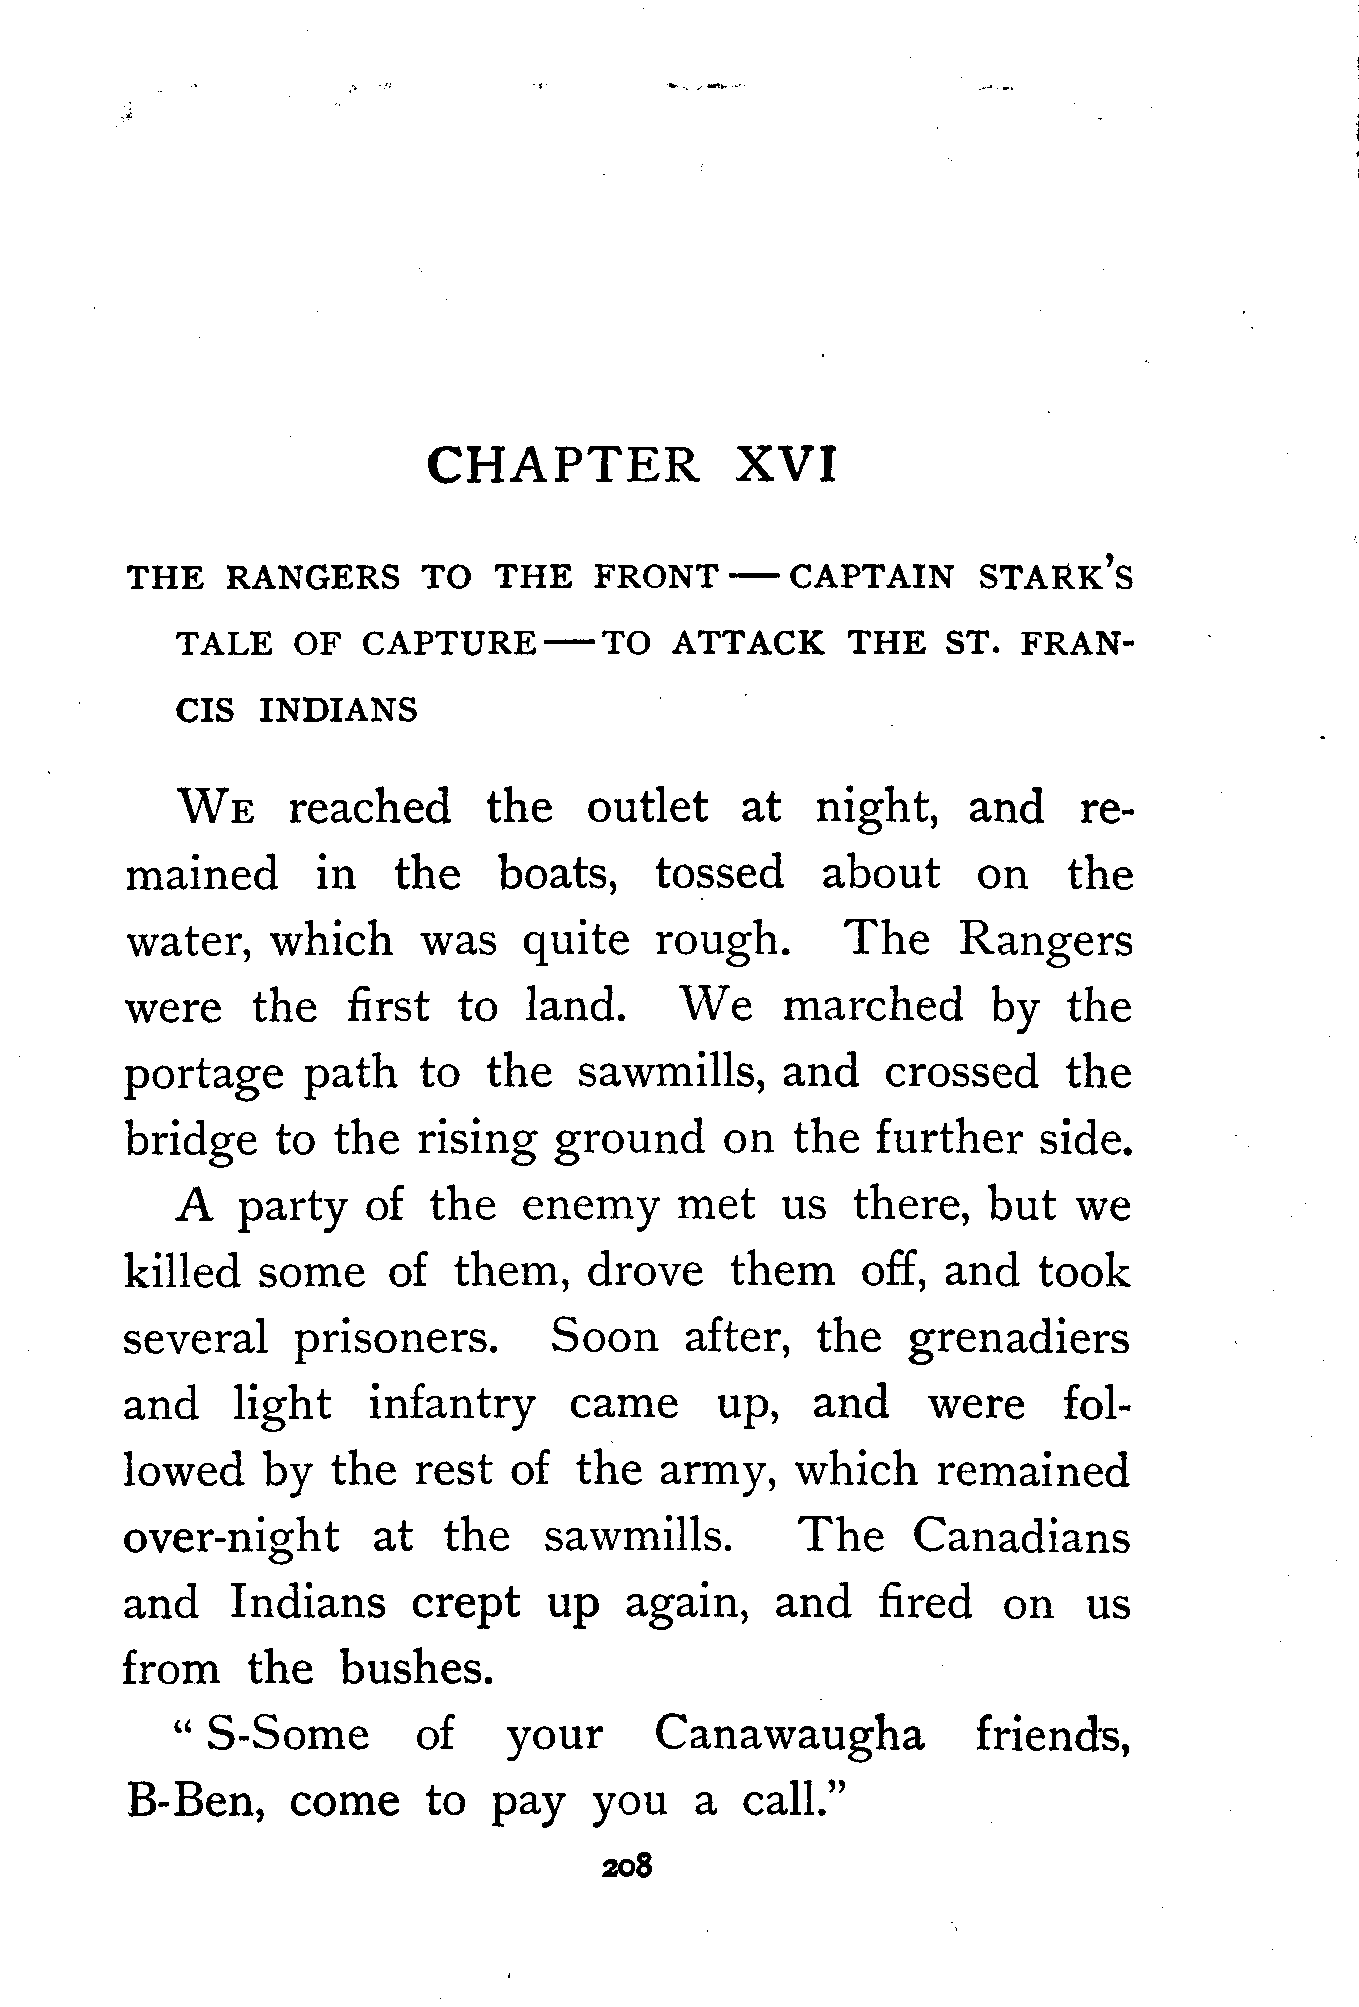 CHAPTER XVI
THE RANGERS TO THE FRONT — CAPTAIN STARK'S
TALE OF CAPTURE — TO ATTACK THE ST. FRAN-
CIS INDIANS
WE reached the outlet at night, and re-
mained in the boats, tossed about on the
water, which was quite rough. The Rangers
were the first to land. We marched by the
portage path to the sawmills, and crossed the
bridge to the rising ground on the further side.
A party of the enemy met us there, but we
killed some of them, drove them off, and took
several prisoners. Soon after, the grenadiers
and light infantry came up, and were fol-
lowed by the rest of the army, which remained
over-night at the sawmills. The Canadians
and Indians crept up again, and fired on us
from the bushes.
" S-Some of your Canawaugha friends,
B-Ben, come to pay you a call."
208